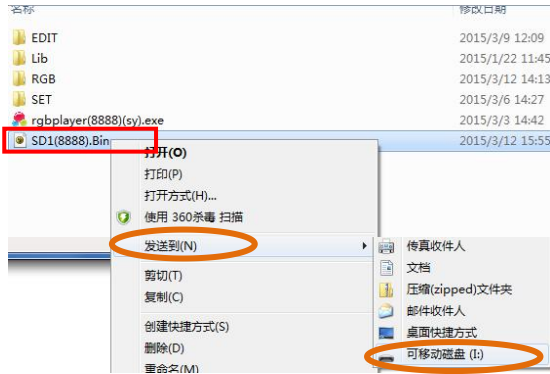 名称 修改日期
EDIT 2015/3/9 12:09
Lib 2015/1/22 11:45
RGB 2015/3/12 14:13
SET 2015/3/6 14:27
rgbplayer(8888)(sy).exe 2015/3/3 14:42
SD1(8888).Bin 2015/3/12 15:55
打开(O)
打印(P)
打开方式(H)...
使用 360杀毒 扫描
发送到(N)
剪切(T)
复制(C)
创建快捷方式(S)
删除(D)
重命名(M)
传真收件人
文档
压缩(zipped)文件夹
邮件收件人
桌面快捷方式
可移动磁盘 (I:)